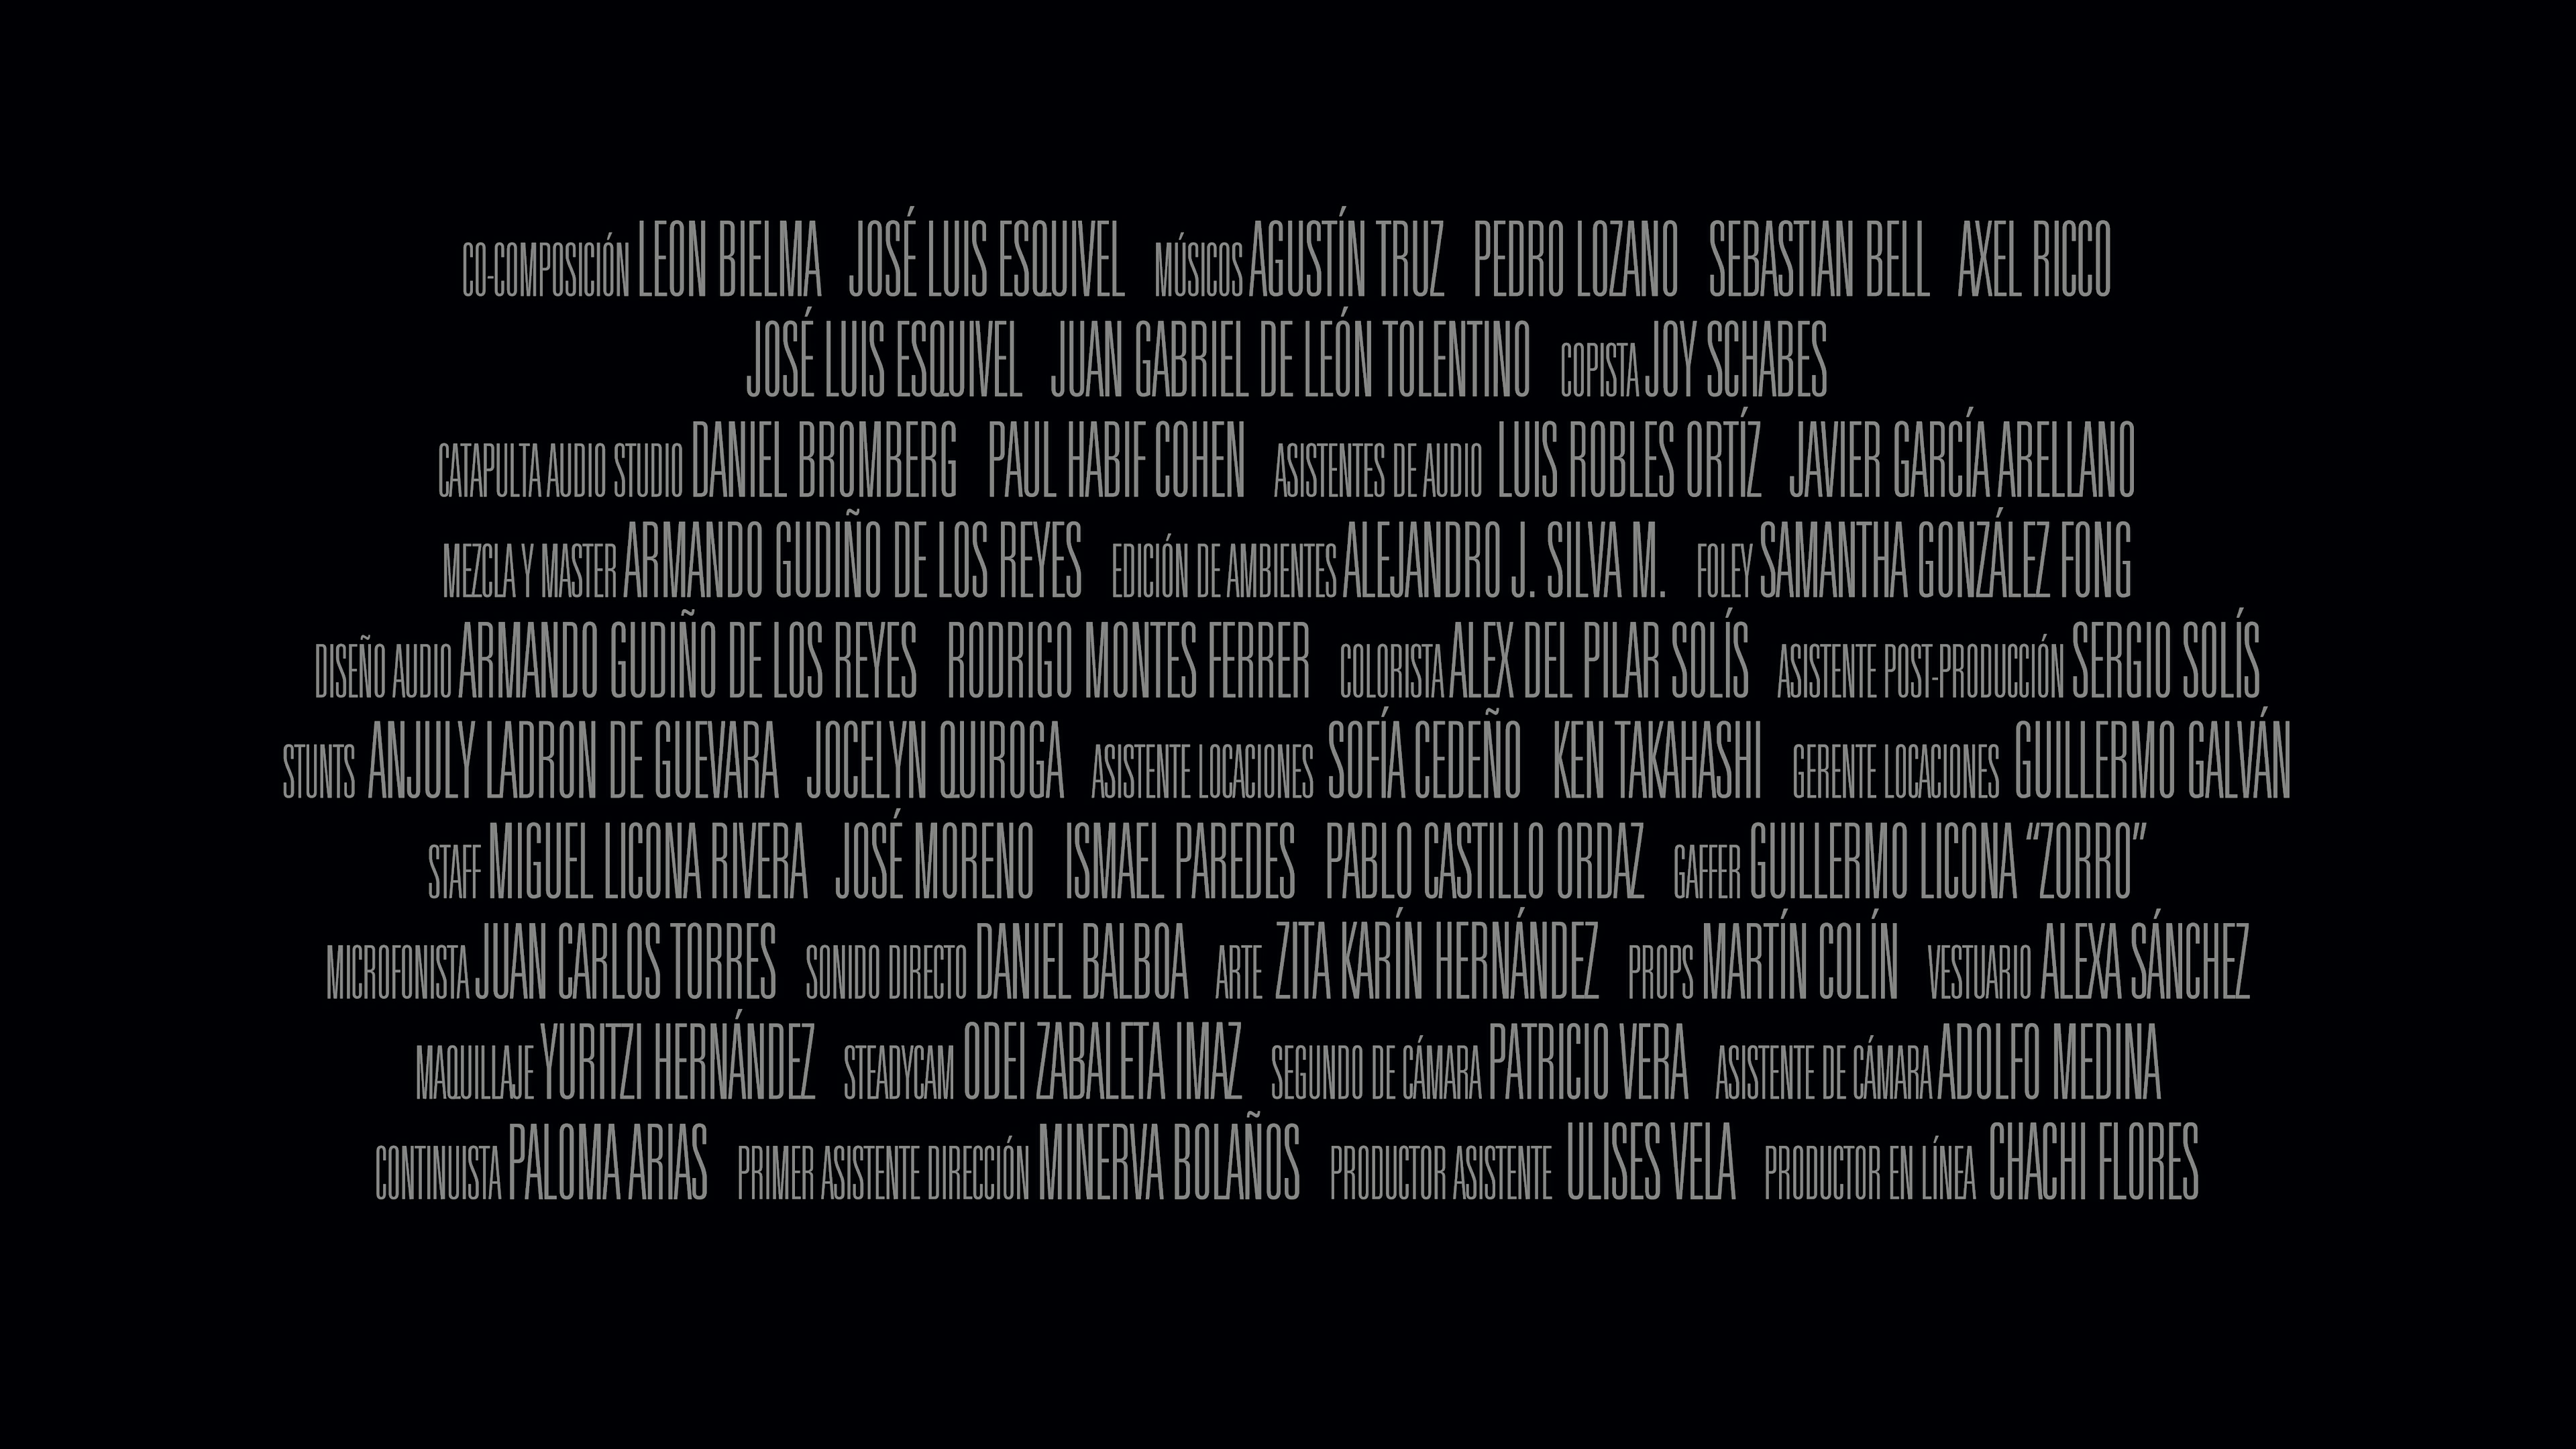 CO-COMPOSICIÓN LEON BIELMA JOSÉ LUIS ESQUIVEL MÚSICOS AGUSTÍN TRUZ PEDRO LOZANO SEBASTIAN BELL AXEL RICCO
JOSÉ LUIS ESQUIVEL JUAN GABRIEL DE LEÓN TOLENTINO COPISTA JOY SCHABES
CATAPULTA AUDIO STUDIO DANIEL BROMBERG PAUL HABIF COHEN ASISTENTES DE AUDIO LUIS ROBLES ORTÍZ JAVIER GARCÍA ARELLANO
MEZCLA Y MASTER ARMANDO GUDIÑO DE LOS REYES EDICIÓN DE AMBIENTES ALEJANDRO J. SILVA M. FOLEY SAMANTHA GONZÁLEZ FONG
DISEÑO AUDIO ARMANDO GUDIÑO DE LOS REYES RODRIGO MONTES FERRER COLORISTA ALEX DEL PILAR SOLÍS ASISTENTE POST-PRODUCCIÓN SERGIO SOLÍS
STUNTS ANJULY LADRON DE GUEVARA JOCELYN QUIROGA ASISTENTE LOCACIONES SOFÍA CEDEÑO KEN TAKAHASHI GERENTE LOCACIONES GUILLERMO GALVÁN
STAFF MIGUEL LICONA RIVERA JOSÉ MORENO ISMAEL PAREDES PABLO CASTILLO ORDAZ GAFFER GUILLERMO LICONA “ZORRO”
MICROFONISTA JUAN CARLOS TORRES SONIDO DIRECTO DANIEL BALBOA ARTE ZITA KARÍN HERNÁNDEZ PROPS MARTÍN COLÍN VESTUARIO ALEXA SÁNCHEZ
MAQUILLAJE YURITZI HERNÁNDEZ STEADYCAM ODEI ZABALETA IMAZ SEGUNDO DE CÁMARA PATRICIO VERA ASISTENTE DE CÁMARA ADOLFO MEDINA
CONTINUISTA PALOMA ARIAS PRIMER ASISTENTE DIRECCIÓN MINERVA BOLAÑOS PRODUCTOR ASISTENTE ULISES VELA PRODUCTOR EN LÍNEA CHACHI FLORES